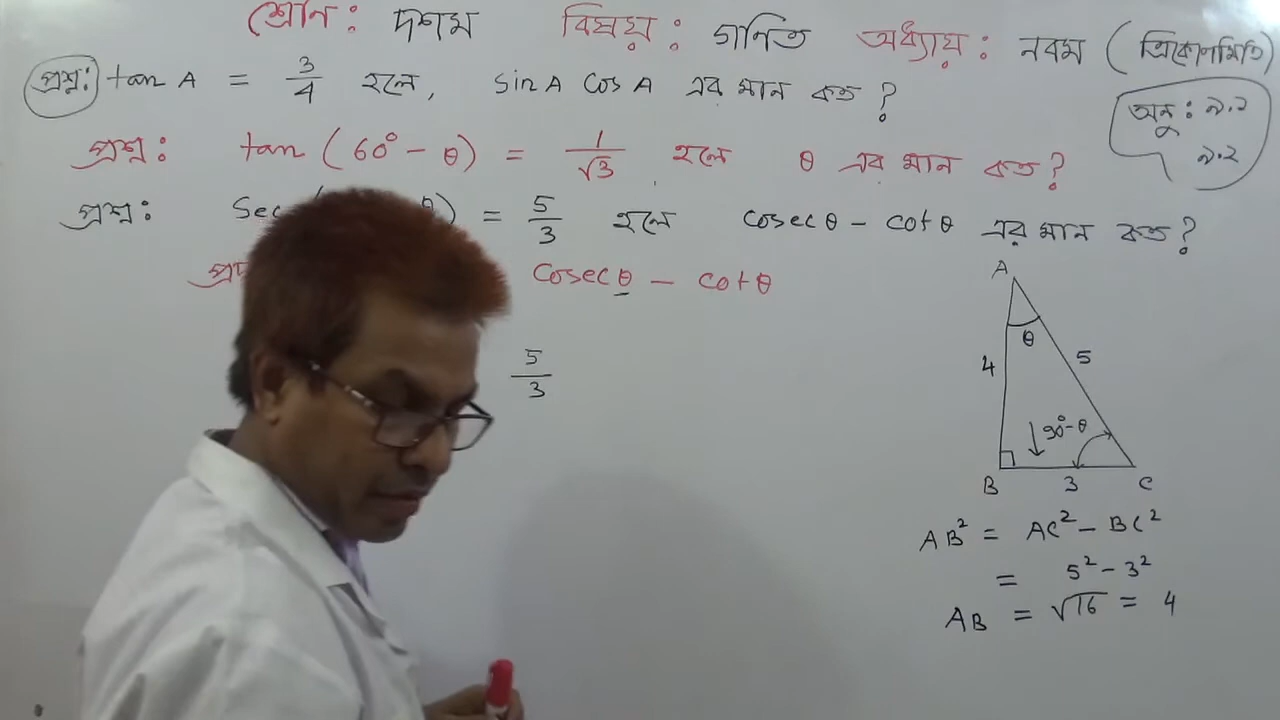 শ্রেণি: দশম বিষয়: গণিত অধ্যায়: নবম (ত্রিকোণমিতি)
প্রশ্ন: tan A = 3/4 হলে, sin A cos A এর মান কত?
অনু: ৯.১
৯.২
প্রশ্ন: tan (60° - θ) = 1/√3 হলে θ এর মান কত?
প্রশ্ন: Sec θ) = 5/3 হলে cosec θ - cot θ এর মান কত?
cosec θ - cot θ
5/3
A
θ
4 5
90° - θ
B 3 C
AB² = AC² - BC²
= 5² - 3²
AB = √16 = 4